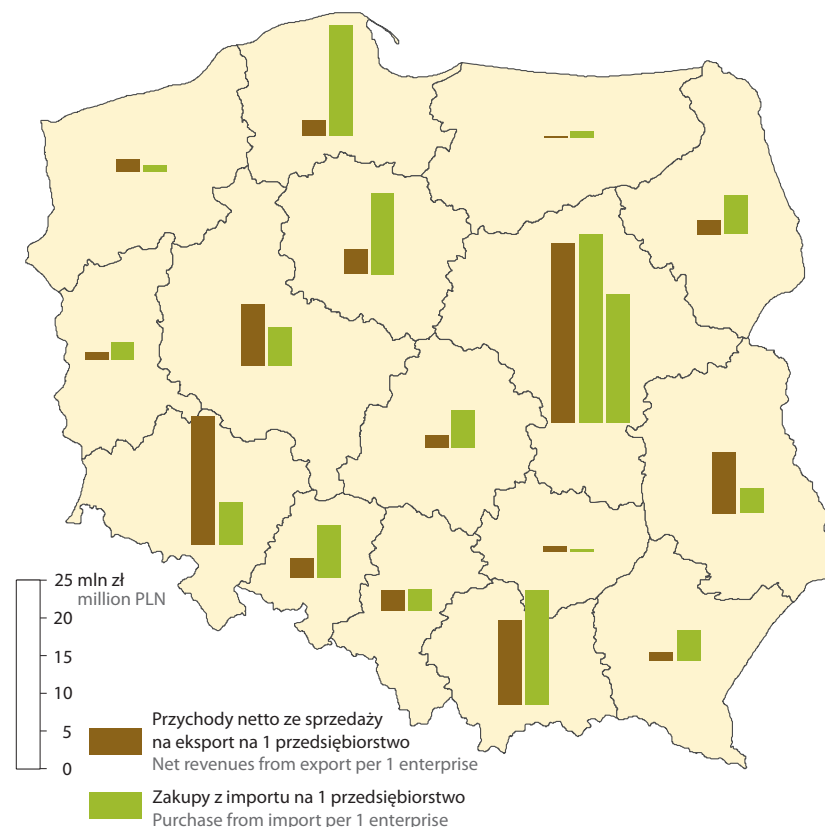 25 mln zł
million PLN
20
15
10
5
0
Przychody netto ze sprzedaży
na eksport na 1 przedsiębiorstwo
Net revenues from export per 1 enterprise
Zakupy z importu na 1 przedsiębiorstwo
Purchase from import per 1 enterprise